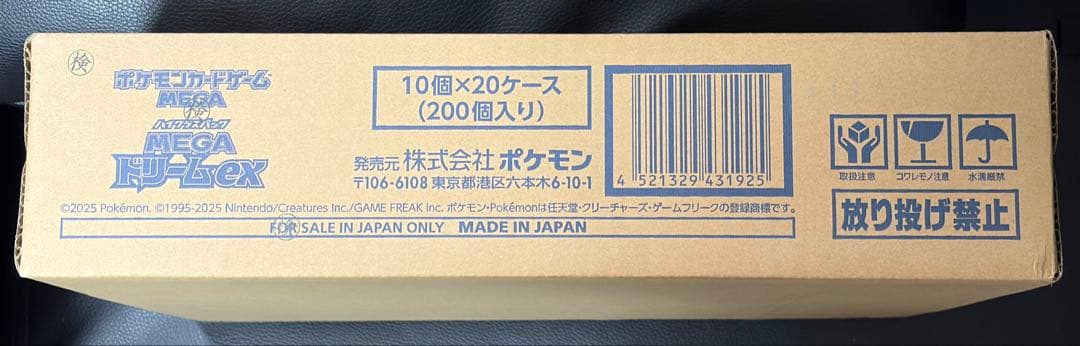 検
ポケモンカードゲーム
MEGA
検
ハイクラスパック
MEGA
ドリームex
10個×20ケース
(200個入り)
発売元 株式会社 ポケモン
〒106-6108 東京都港区六本木6-10-1
4 521329 431925
取扱注意
コワレモノ注意
水濡厳禁
©2025 Pokémon. ©1995-2025 Nintendo/Creatures Inc./GAME FREAK inc. ポケモン・Pokémonは任天堂・クリーチャーズ・ゲームフリークの登録商標です。
FOR SALE IN JAPAN ONLY MADE IN JAPAN
検
放り投げ禁止